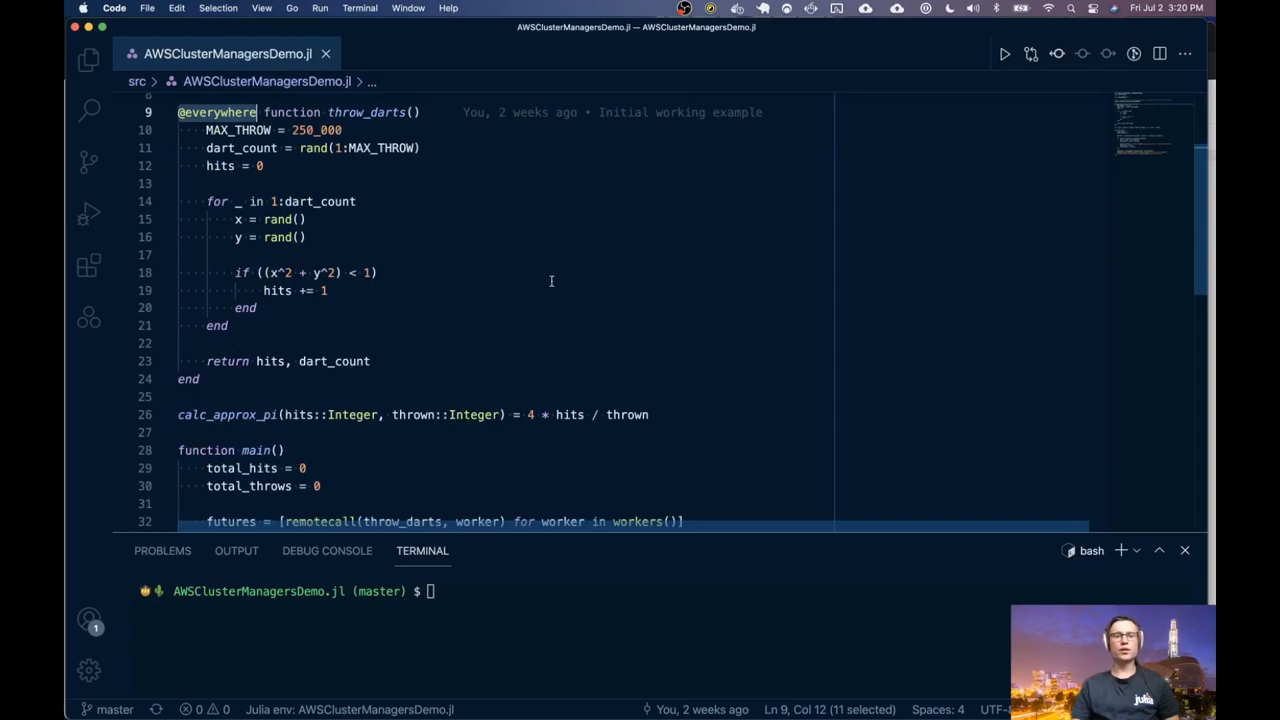 Code File Edit Selection View Go Run Terminal Window Help Fri Jul 2 3:20 PM
AWSClusterManagersDemo.jl — AWSClusterManagersDemo.jl
AWSClusterManagersDemo.jl
src > AWSClusterManagersDemo.jl > ...
8
9 @everywhere function throw_darts() You, 2 weeks ago • Initial working example
10 MAX_THROW = 250_000
11 dart_count = rand(1:MAX_THROW)
12 hits = 0
13
14 for _ in 1:dart_count
15 x = rand()
16 y = rand()
17
18 if ((x^2 + y^2) < 1)
19 hits += 1
20 end
21 end
22
23 return hits, dart_count
24 end
25
26 calc_approx_pi(hits::Integer, thrown::Integer) = 4 * hits / thrown
27
28 function main()
29 total_hits = 0
30 total_throws = 0
31
32 futures = [remotecall(throw_darts, worker) for worker in workers()]
PROBLEMS OUTPUT DEBUG CONSOLE TERMINAL bash
AWSClusterManagersDemo.jl (master) $
1
julia
master 0 0 Julia env: AWSClusterManagersDemo.jl You, 2 weeks ago Ln 9, Col 12 (11 selected) Spaces: 4 UTF-8